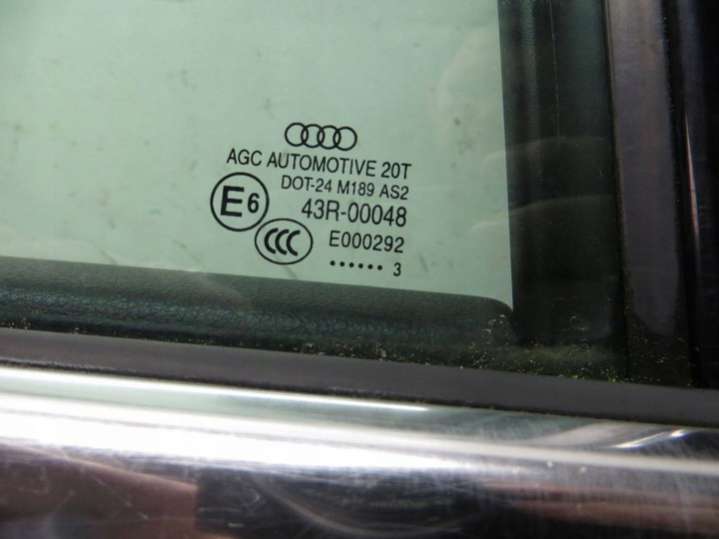 AGC AUTOMOTIVE 20T
DOT-24 M189 AS2
E6 43R-00048
CCC E000292
...... 3